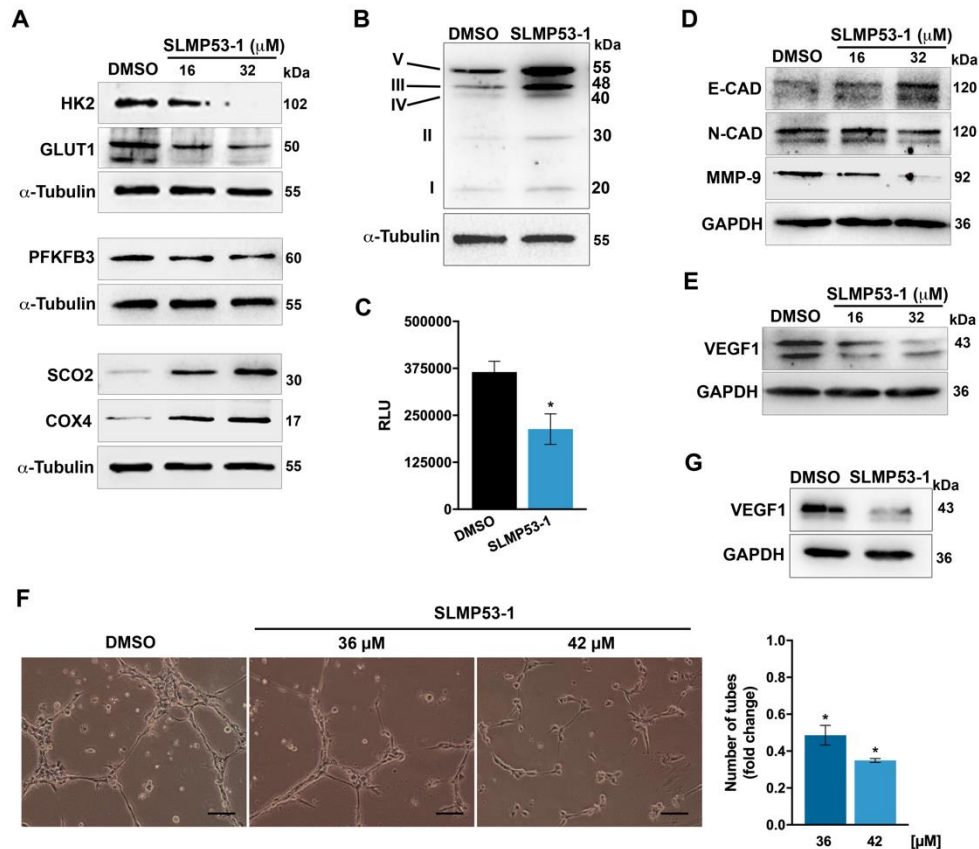 A
SLMP53-1 (μM)
DMSO 16 32 kDa
HK2 102
GLUT1 50
α-Tubulin 55
PFKFB3 60
α-Tubulin 55
SCO2 30
COX4 17
α-Tubulin 55
B
DMSO SLMP53-1
kDa
V 55
III 48
IV 40
II 30
I 20
α-Tubulin 55
C
500000
375000
250000
125000
0
RLU
*
DMSO
SLMP53-1
D
SLMP53-1 (μM)
DMSO 16 32 kDa
E-CAD 120
N-CAD 120
MMP-9 92
GAPDH 36
E
SLMP53-1 (μM)
DMSO 16 32 kDa
VEGF1 43
GAPDH 36
G
DMSO SLMP53-1 kDa
VEGF1 43
GAPDH 36
F
SLMP53-1
DMSO 36 μM 42 μM
Number of tubes
(fold change)
1.0
0.8
0.6
0.4
0.2
0.0
*
*
36 42 [μM]